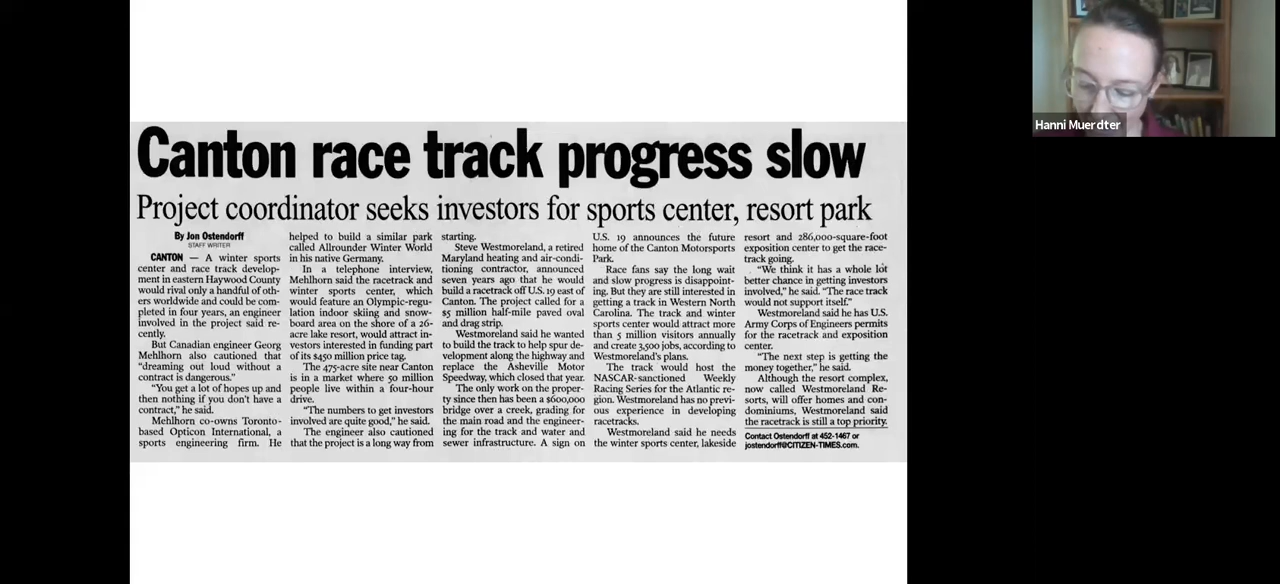 Canton race track progress slow
Project coordinator seeks investors for sports center, resort park
By Jon Ostendorff
STAFF WRITER
CANTON — A winter sports
center and race track develop-
ment in eastern Haywood County
would rival only a handful of oth-
ers worldwide and could be com-
pleted in four years, an engineer
involved in the project said re-
cently.
But Canadian engineer Georg
Mehlhorn also cautioned that
“dreaming out loud without a
contract is dangerous.”
“You get a lot of hopes up and
then nothing if you don’t have a
contract,” he said.
Mehlhorn co-owns Toronto-
based Opticon International, a
sports engineering firm. He
helped to build a similar park
called Allrounder Winter World
in his native Germany.
In a telephone interview,
Mehlhorn said the racetrack and
winter sports center, which
would feature an Olympic-regu-
lation indoor skiing and snow-
board area on the shore of a 26-
acre lake resort, would attract in-
vestors interested in funding part
of its $450 million price tag.
The 475-acre site near Canton
is in a market where 50 million
people live within a four-hour
drive.
“The numbers to get investors
involved are quite good,” he said.
The engineer also cautioned
that the project is a long way from
starting.
Steve Westmoreland, a retired
Maryland heating and air-condi-
tioning contractor, announced
seven years ago that he would
build a racetrack off U.S. 19 east of
Canton. The project called for a
$5 million half-mile paved oval
and drag strip.
Westmoreland said he wanted
to build the track to help spur de-
velopment along the highway and
replace the Asheville Motor
Speedway, which closed that year.
The only work on the proper-
ty since then has been a $600,000
bridge over a creek, grading for
the main road and the engineer-
ing for the track and water and
sewer infrastructure. A sign on
U.S. 19 announces the future
home of the Canton Motorsports
Park.
Race fans say the long wait
and slow progress is disappoint-
ing. But they are still interested in
getting a track in Western North
Carolina. The track and winter
sports center would attract more
than 5 million visitors annually
and create 3,500 jobs, according to
Westmoreland’s plans.
The track would host the
NASCAR-sanctioned Weekly
Racing Series for the Atlantic re-
gion. Westmoreland has no previ-
ous experience in developing
racetracks.
Westmoreland said he needs
the winter sports center, lakeside
resort and 286,000-square-foot
exposition center to get the race-
track going.
“We think it has a whole lot
better chance in getting investors
involved,” he said. “The race track
would not support itself.”
Westmoreland said he has U.S.
Army Corps of Engineers permits
for the racetrack and exposition
center.
“The next step is getting the
money together,” he said.
Although the resort complex,
now called Westmoreland Re-
sorts, will offer homes and con-
dominiums, Westmoreland said
the racetrack is still a top priority.
Contact Ostendorff at 452-1467 or
jostendorff@CITIZEN-TIMES.com.
Hanni Muerdter